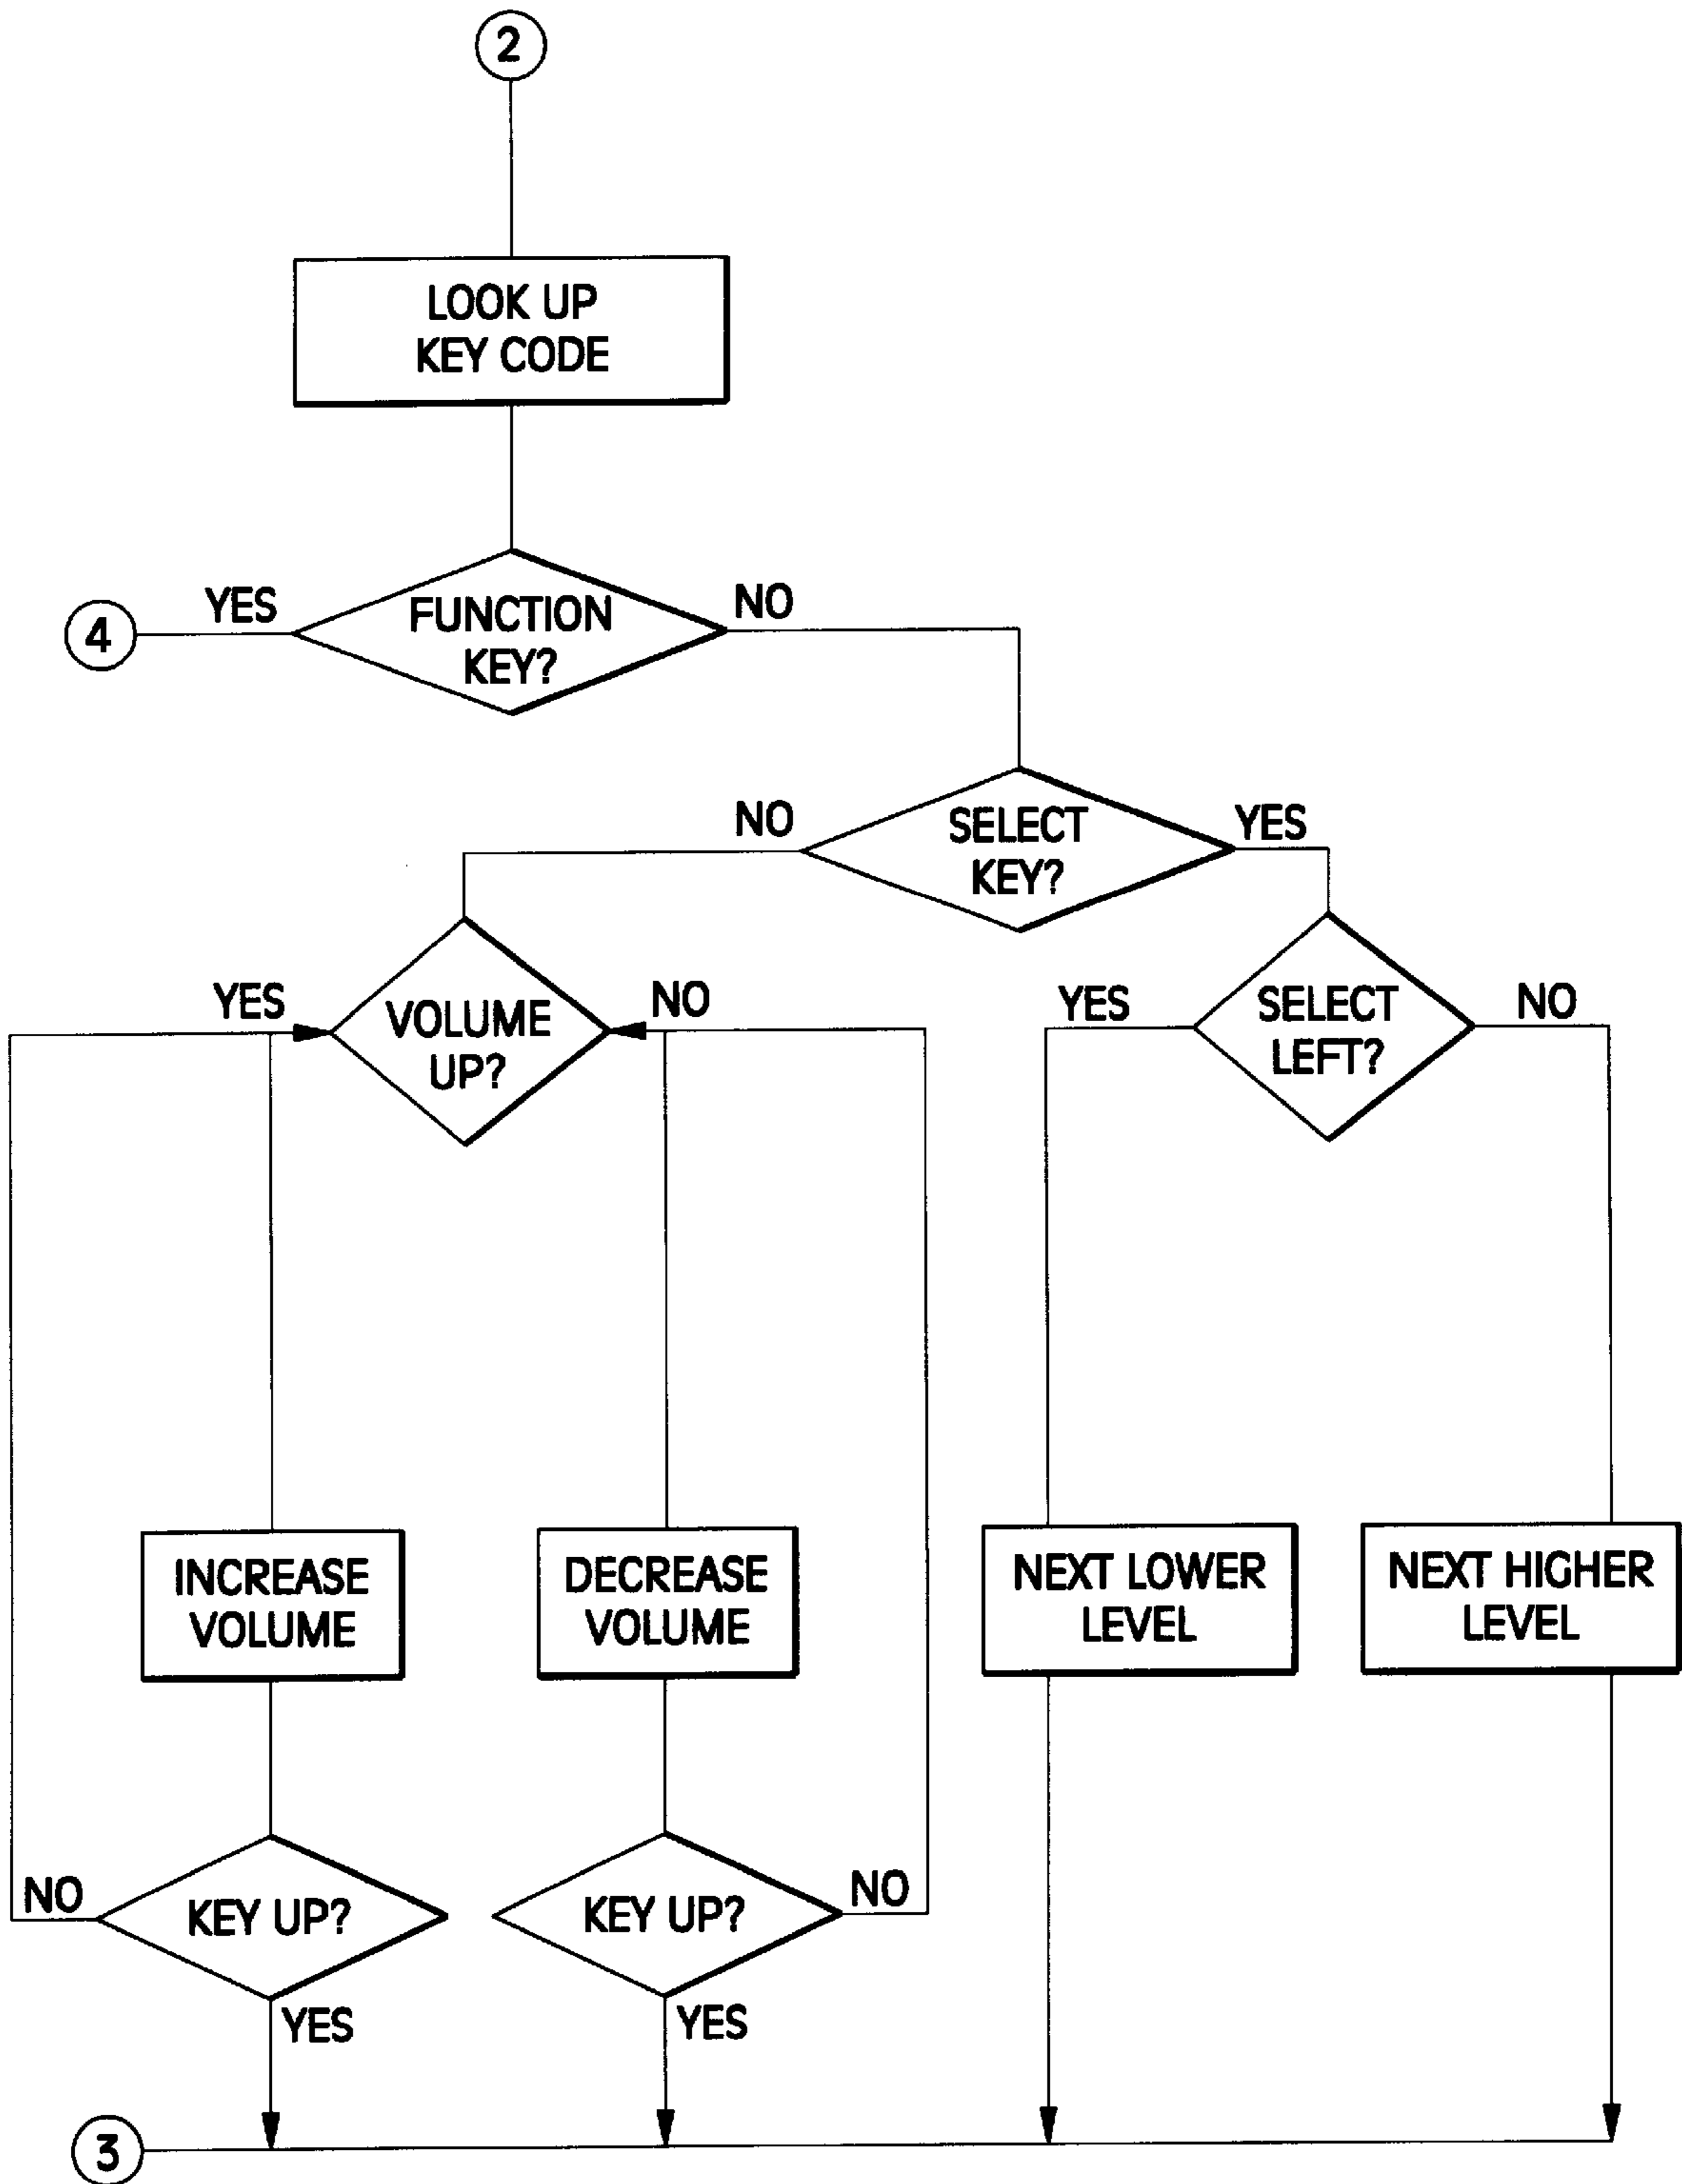 2
LOOK UP
KEY CODE
YES
NO
FUNCTION
KEY?
4
NO
SELECT
KEY?
YES
YES
VOLUME
UP?
NO
YES
SELECT
LEFT?
NO
INCREASE
VOLUME
DECREASE
VOLUME
NEXT LOWER
LEVEL
NEXT HIGHER
LEVEL
NO
KEY UP?
KEY UP?
NO
YES
YES
3